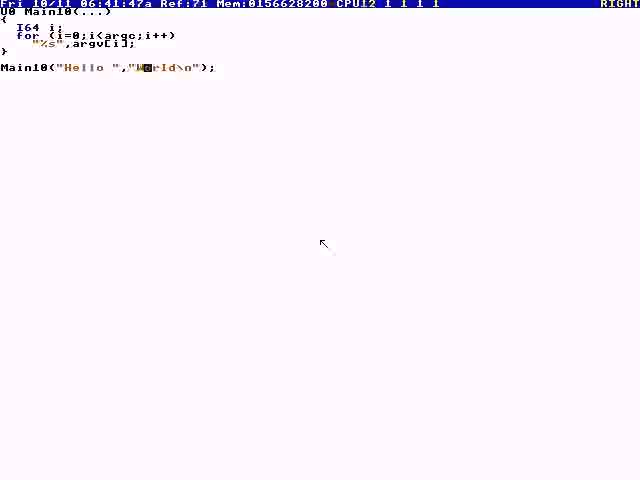 Fri 10/11 06:41:47a Ref:71 Mem:0156628200 CPU12 1 1 1 1 RIGHT
U0 Main10(...)
{
I64 i;
for (i=0;i<argc;i++)
"%s",argv[i];
}
Main10("Hello ","World\n");